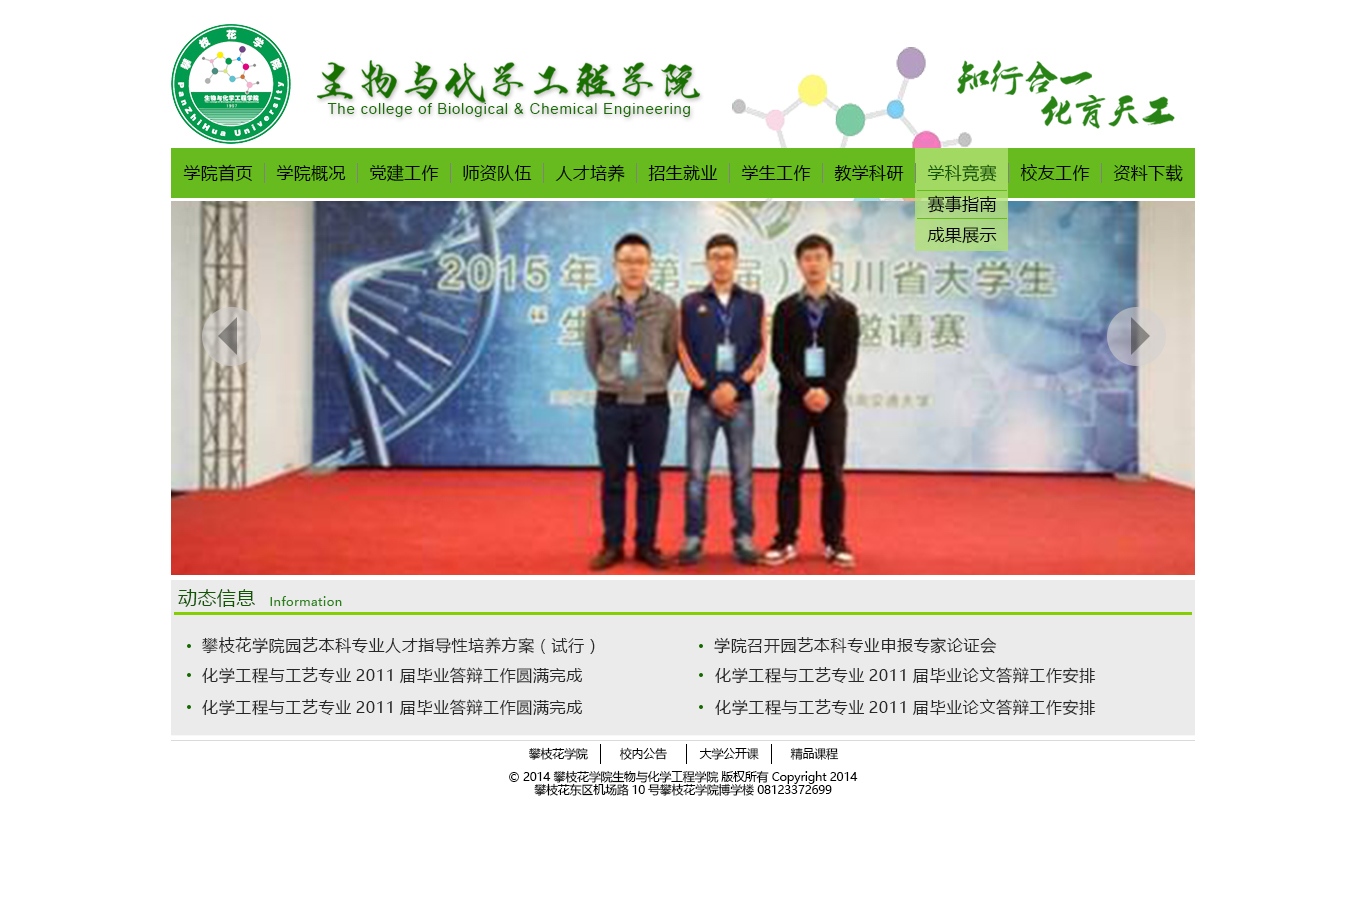 攀枝花学院
生物与化学工程学院
1907
PanZhiHua University
生物与化学工程学院
The college of Biological & Chemical Engineering
知行合一
化育天工
学院首页 学院概况 党建工作 师资队伍 人才培养 招生就业 学生工作 教学科研 学科竞赛 校友工作 资料下载
赛事指南
成果展示
2015年（第二届）四川省大学生
“生 邀请赛
动态信息 Information
攀枝花学院园艺本科专业人才指导性培养方案（试行） 学院召开园艺本科专业申报专家论证会
化学工程与工艺专业 2011 届毕业答辩工作圆满完成 化学工程与工艺专业 2011 届毕业论文答辩工作安排
化学工程与工艺专业 2011 届毕业答辩工作圆满完成 化学工程与工艺专业 2011 届毕业论文答辩工作安排
攀枝花学院 校内公告 大学公开课 精品课程
© 2014 攀枝花学院生物与化学工程学院 版权所有 Copyright 2014
攀枝花东区机场路 10 号攀枝花学院博学楼 08123372699